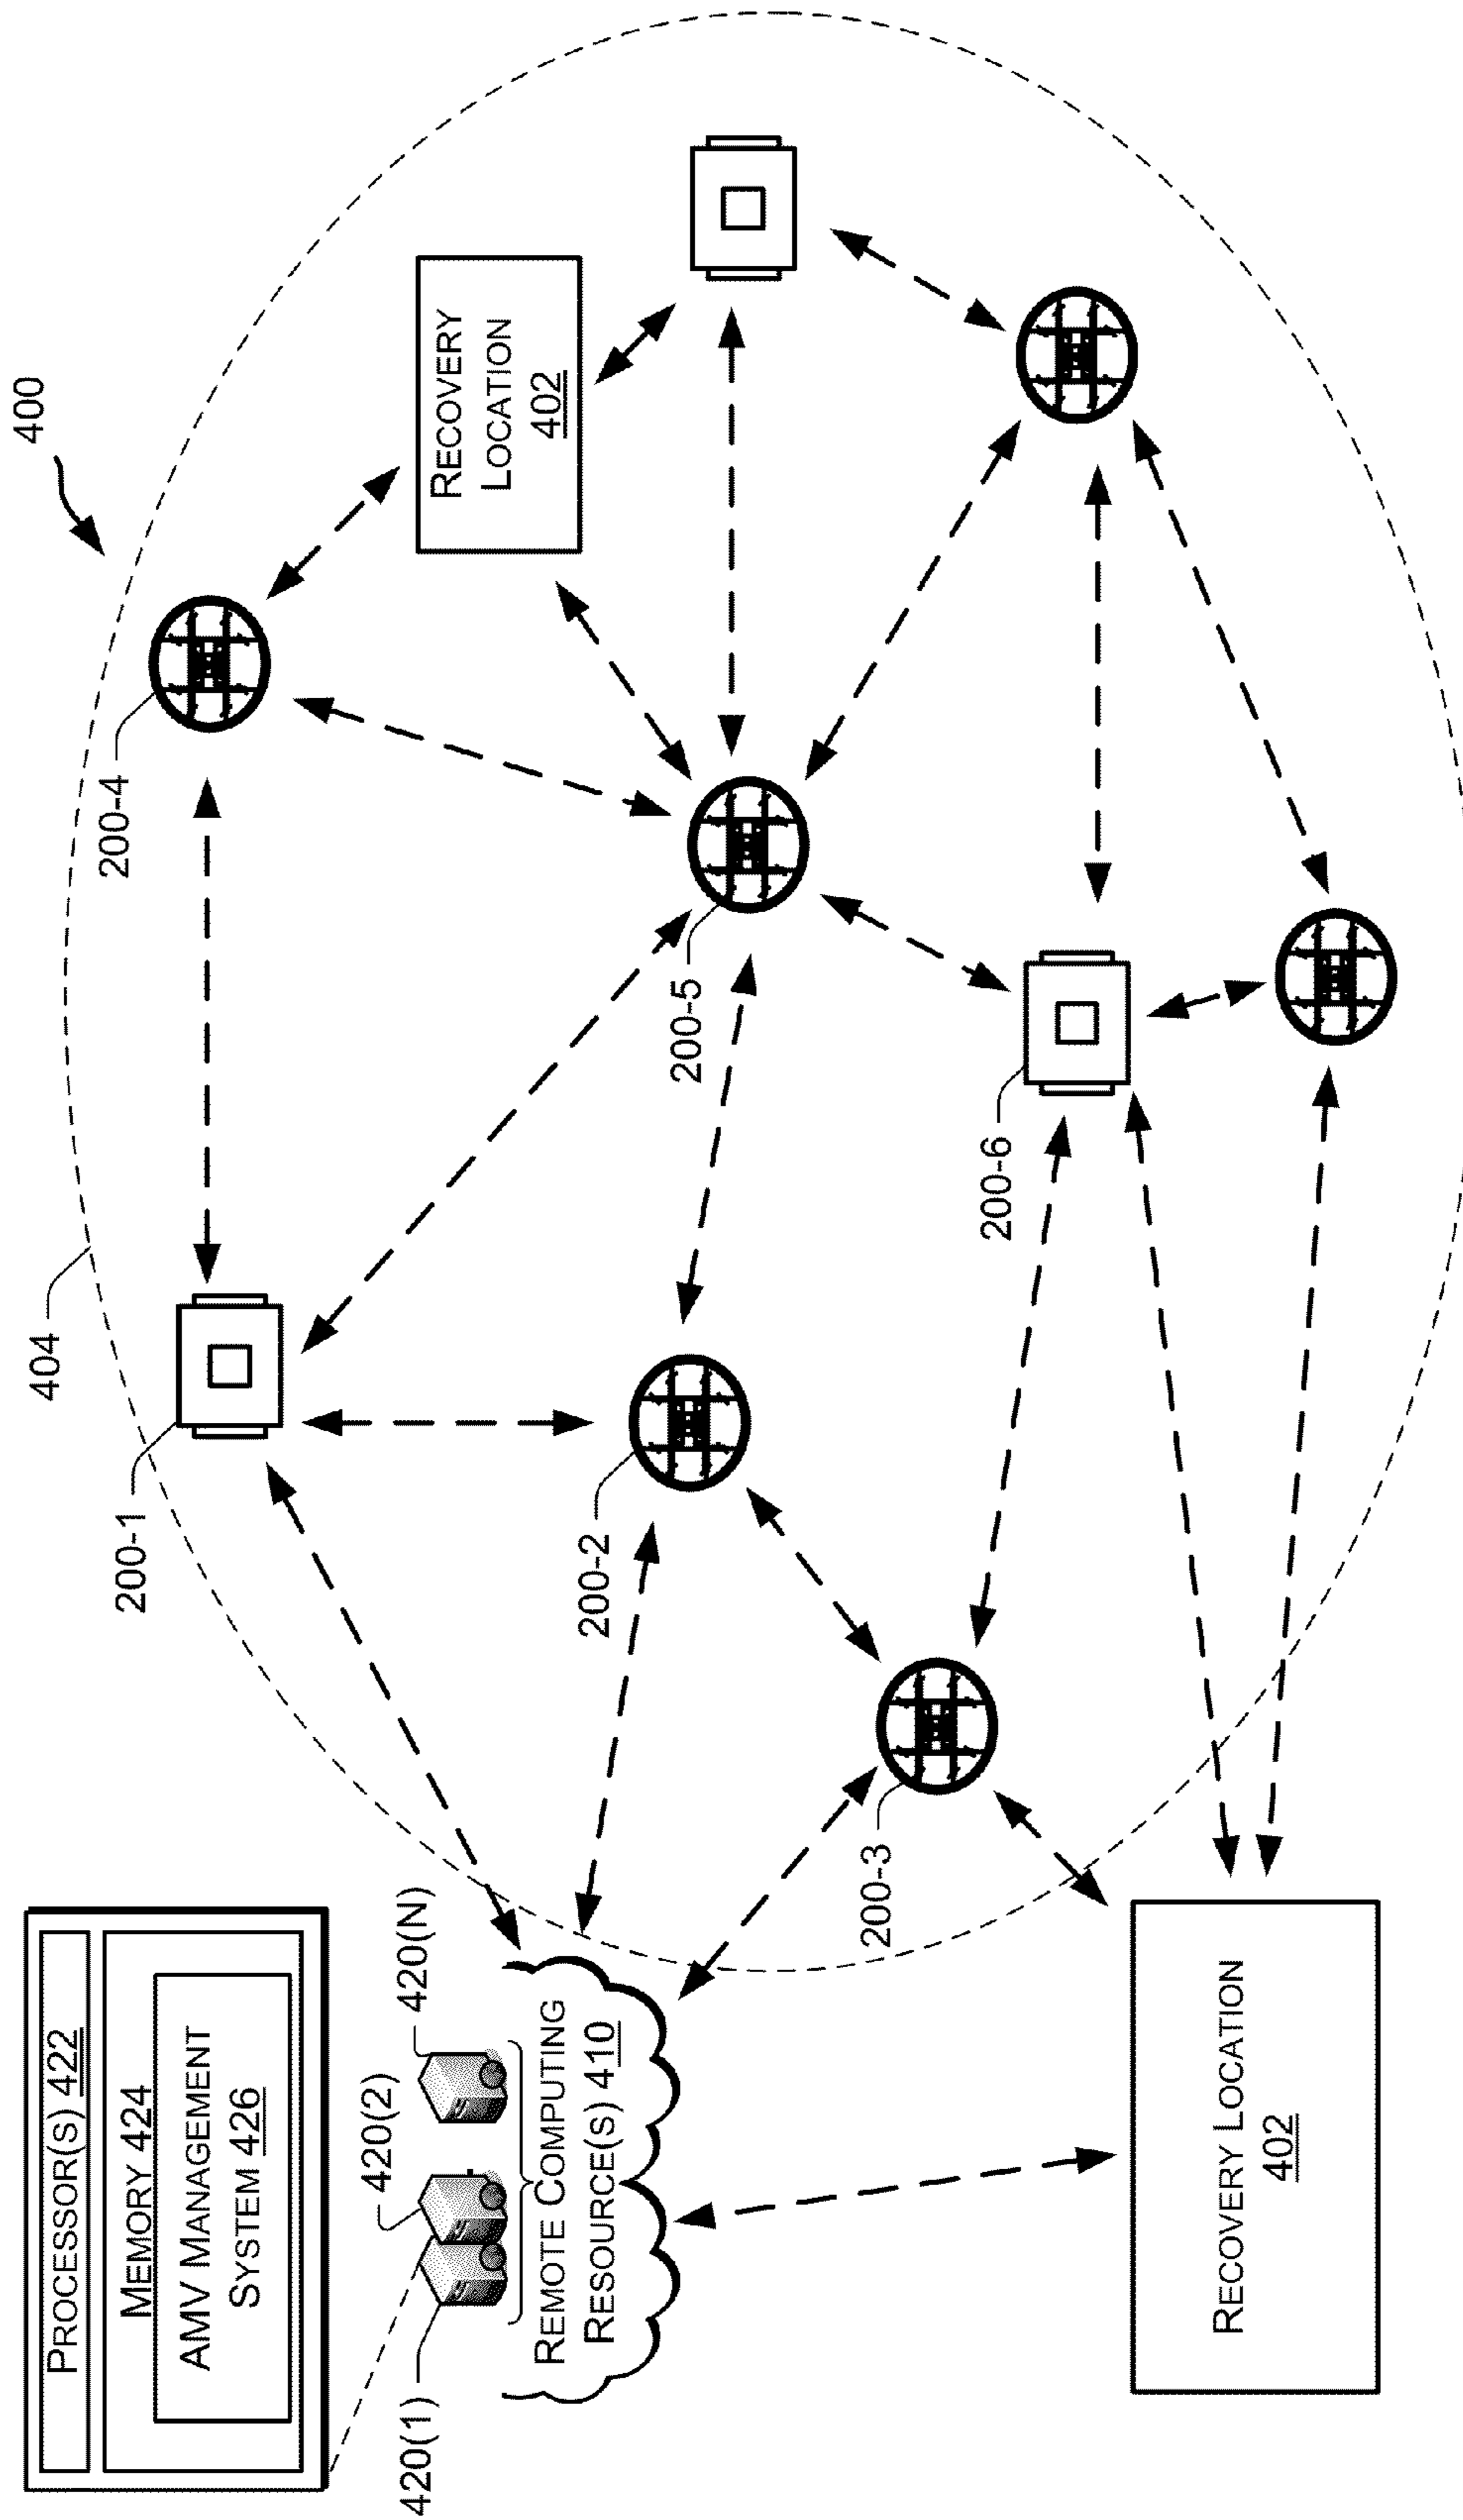 PROCESSOR(S) 422
MEMORY 424
AMV MANAGEMENT
SYSTEM 426
420(1)
420(2)
420(N)
REMOTE COMPUTING
RESOURCE(S) 410
RECOVERY LOCATION
402
404
400
200-1
200-2
200-3
200-4
200-5
200-6
RECOVERY
LOCATION
402